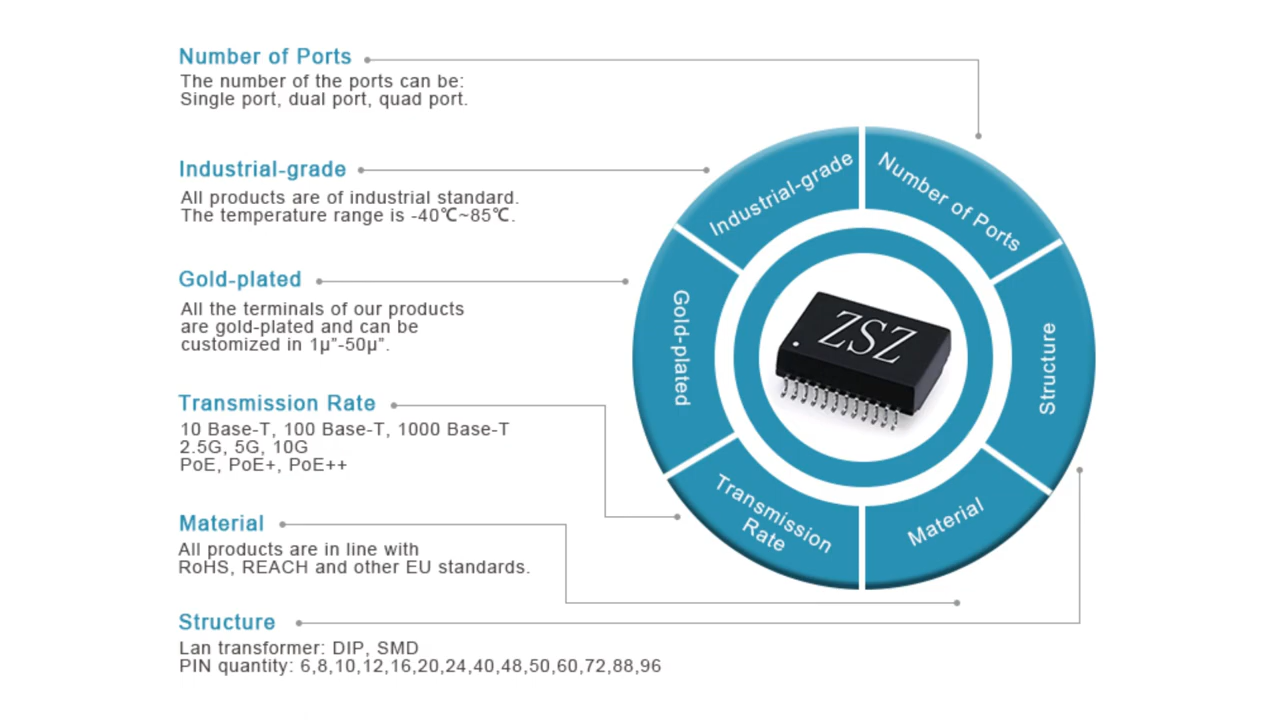 Number of Ports
The number of the ports can be:
Single port, dual port, quad port.
Industrial-grade
All products are of industrial standard.
The temperature range is -40℃~85℃.
Gold-plated
All the terminals of our products
are gold-plated and can be
customized in 1μ"-50μ".
Transmission Rate
10 Base-T, 100 Base-T, 1000 Base-T
2.5G, 5G, 10G
PoE, PoE+, PoE++
Material
All products are in line with
RoHS, REACH and other EU standards.
Structure
Lan transformer: DIP, SMD
PIN quantity: 6,8,10,12,16,20,24,40,48,50,60,72,88,96
Industrial-grade
Number of Ports
Gold-plated
Structure
Transmission
Rate
Material
ZSZ